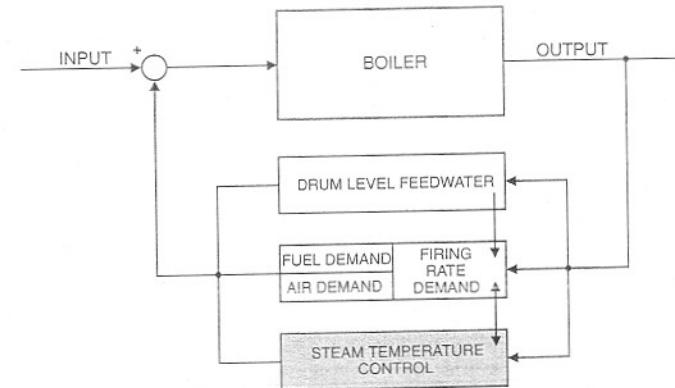 INPUT
+
BOILER
OUTPUT
DRUM LEVEL FEEDWATER
FUEL DEMAND
AIR DEMAND
FIRING
RATE
DEMAND
STEAM TEMPERATURE
CONTROL